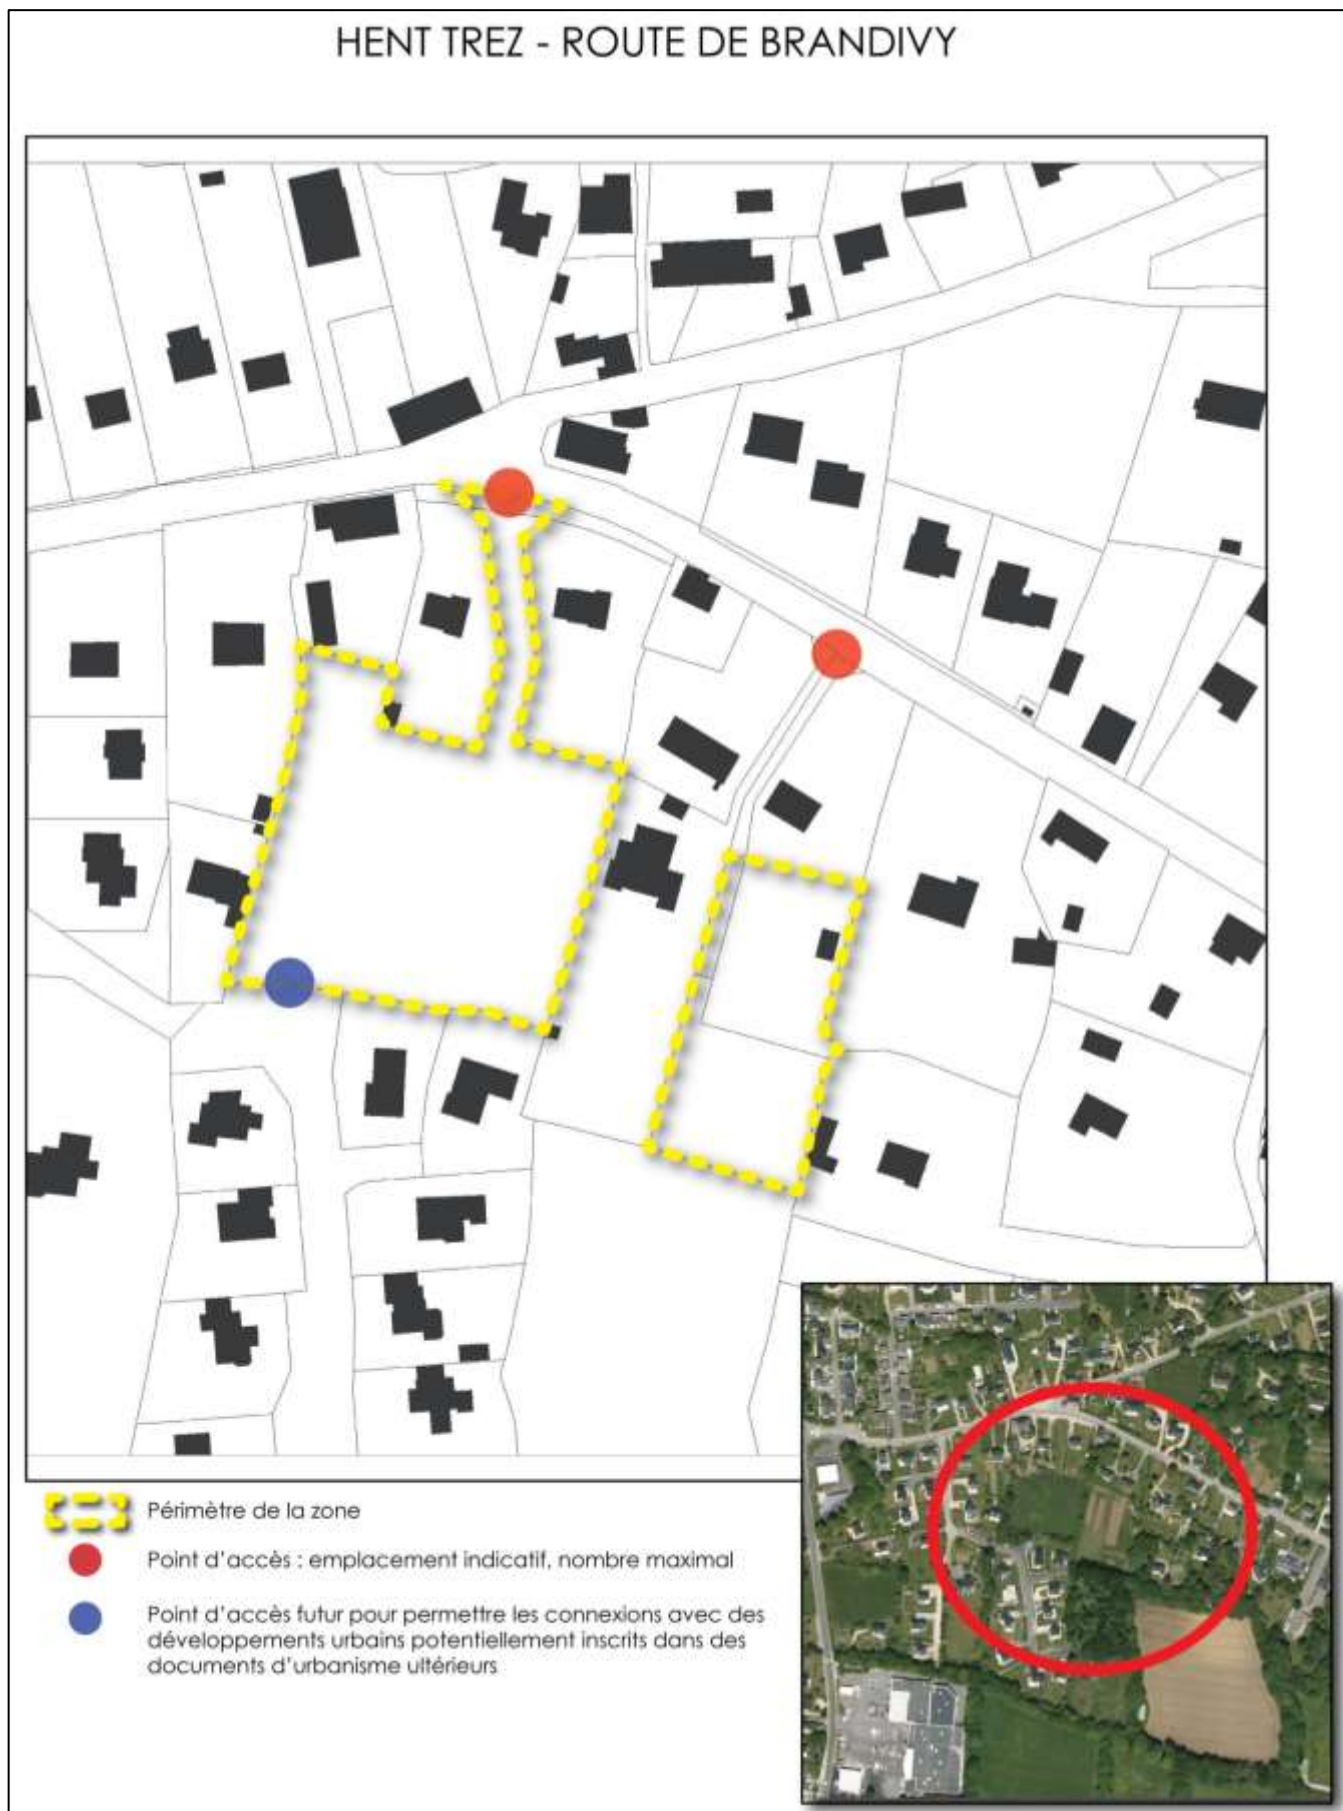 HENT TREZ - ROUTE DE BRANDIVY
Périmètre de la zone
Point d'accès : emplacement indicatif, nombre maximal
Point d'accès futur pour permettre les connexions avec des
développements urbains potentiellement inscrits dans des
documents d'urbanisme ultérieurs